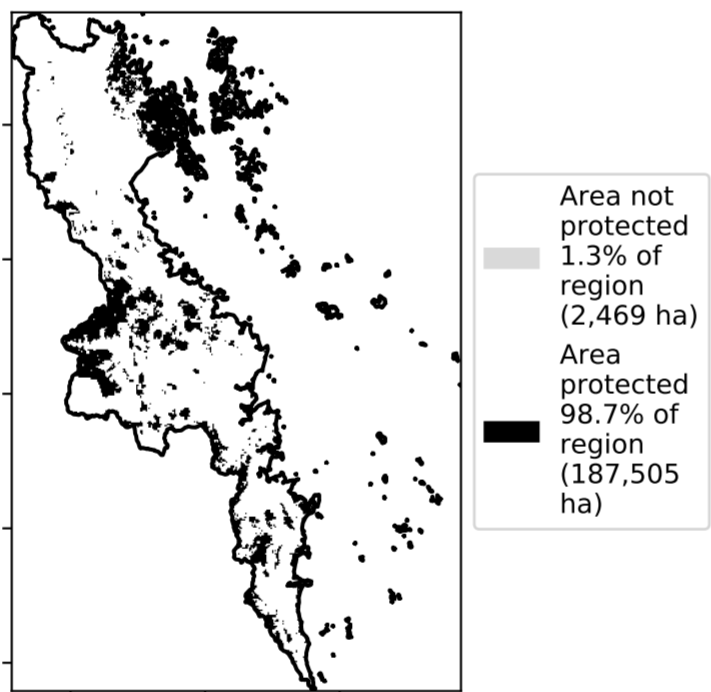 Area not
protected
1.3% of
region
(2,469 ha)
Area
protected
98.7% of
region
(187,505
ha)